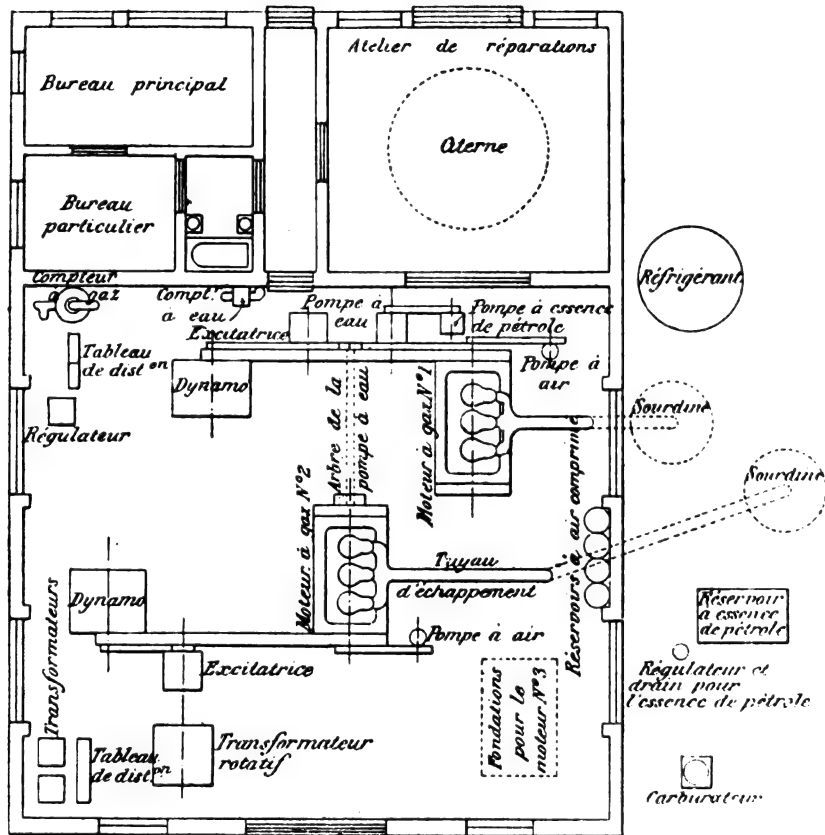 Atelier de réparations
Bureau principal
Citerne
Bureau
particulier
Réfrigérant
Compteur
à gaz
Compt.r
à eau
Pompe à
eau
Pompe à essence
de pétrole
Excitatrice
Tableau
de dist.on
Dynamo
Pompe à
air
Régulateur
Arbre de la
pompe à eau
Moteur à gaz N°1
Sourdine
Sourdine
Moteur à gaz N°2
Réservoirs à air comprimé
Tuyau
d'échappement
Dynamo
Réservoir
à essence
de pétrole
Pompe à air
Transformateurs
Excitatrice
Régulateur et
drain pour
l'essence de pétrole
Fondations
pour le
moteur N°3
Tableau
de dist.on
Transformateur
rotatif
Carburateur